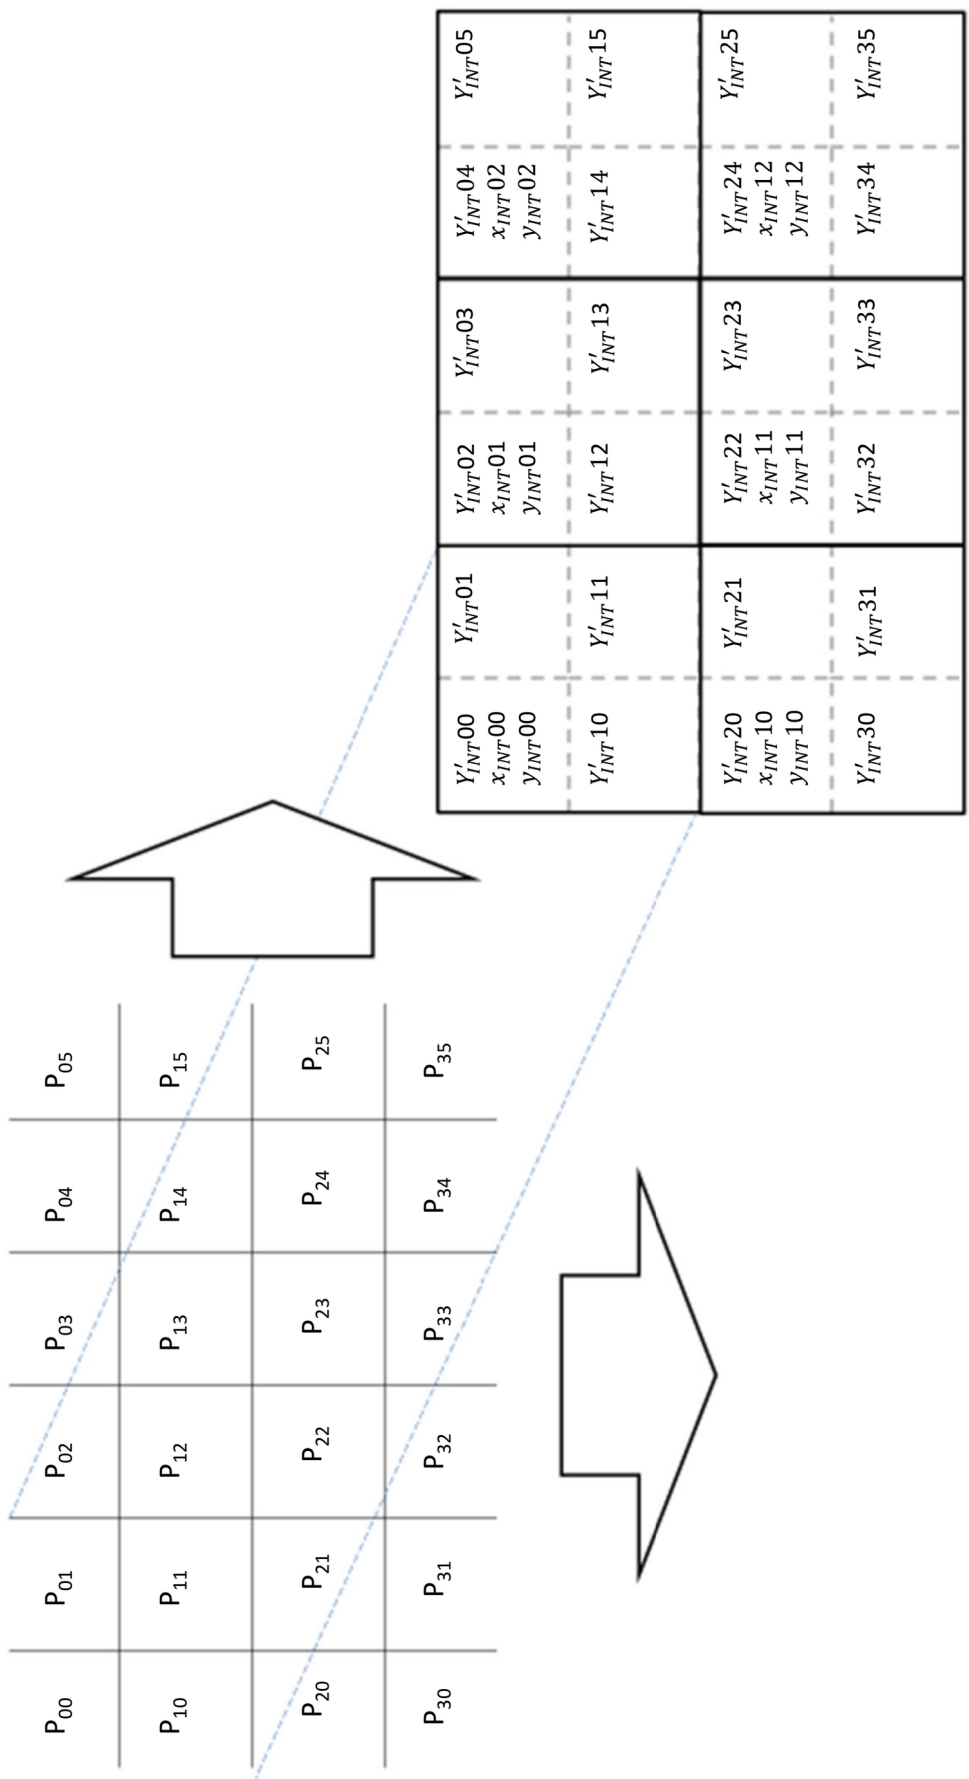 P₀₀ P₀₁ P₀₂ P₀₃ P₀₄ P₀₅
P₁₀ P₁₁ P₁₂ P₁₃ P₁₄ P₁₅
P₂₀ P₂₁ P₂₂ P₂₃ P₂₄ P₂₅
P₃₀ P₃₁ P₃₂ P₃₃ P₃₄ P₃₅
Y'INT00 Y'INT01 Y'INT02 Y'INT03 Y'INT04 Y'INT05
xINT00 xINT01 xINT02
yINT00 yINT01 yINT02
Y'INT10 Y'INT11 Y'INT12 Y'INT13 Y'INT14 Y'INT15
Y'INT20 Y'INT21 Y'INT22 Y'INT23 Y'INT24 Y'INT25
xINT10 xINT11 xINT12
yINT10 yINT11 yINT12
Y'INT30 Y'INT31 Y'INT32 Y'INT33 Y'INT34 Y'INT35